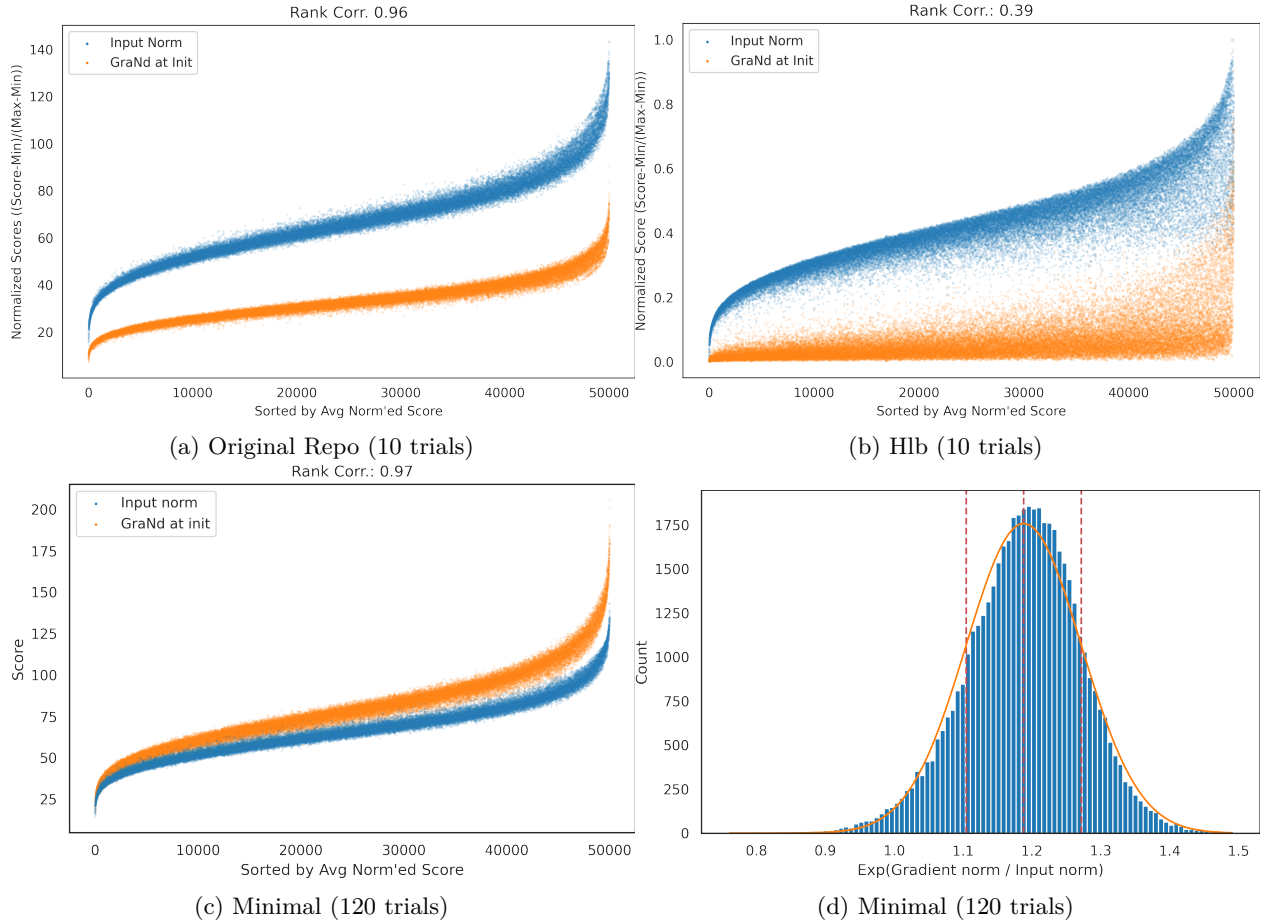 Rank Corr. 0.96
Normalized Scores ((Score-Min)/(Max-Min))
Input Norm
GraNd at Init
140
120
100
80
60
40
20
0 10000 20000 30000 40000 50000
Sorted by Avg Norm'ed Score
(a) Original Repo (10 trials)
Rank Corr.: 0.39
Normalized Score (Score-Min/(Max-Min))
Input Norm
GraNd at Init
1.0
0.8
0.6
0.4
0.2
0.0
0 10000 20000 30000 40000 50000
Sorted by Avg Norm'ed Score
(b) Hlb (10 trials)
Rank Corr.: 0.97
Score
Input norm
GraNd at init
200
175
150
125
100
75
50
25
0 10000 20000 30000 40000 50000
Sorted by Avg Norm'ed Score
(c) Minimal (120 trials)
Count
1750
1500
1250
1000
750
500
250
0
0.8 0.9 1.0 1.1 1.2 1.3 1.4 1.5
Exp(Gradient norm / Input norm)
(d) Minimal (120 trials)